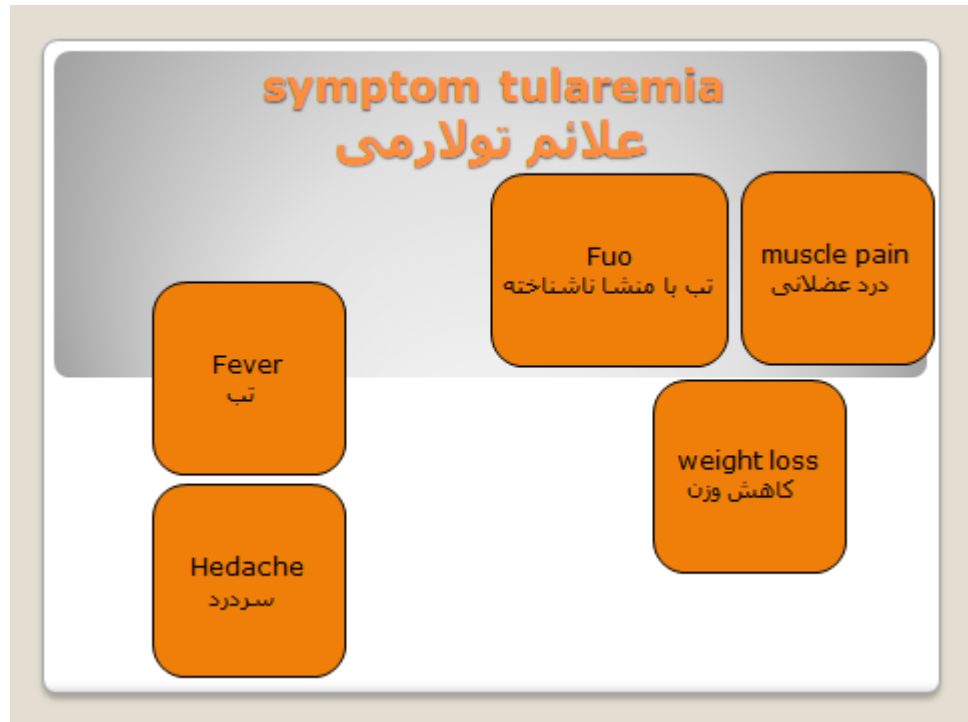 symptom tularemia
علائم تولارمی
Fuo
تب با منشا ناشناخته
muscle pain
درد عضلانی
Fever
تب
weight loss
کاهش وزن
Hedache
سردرد